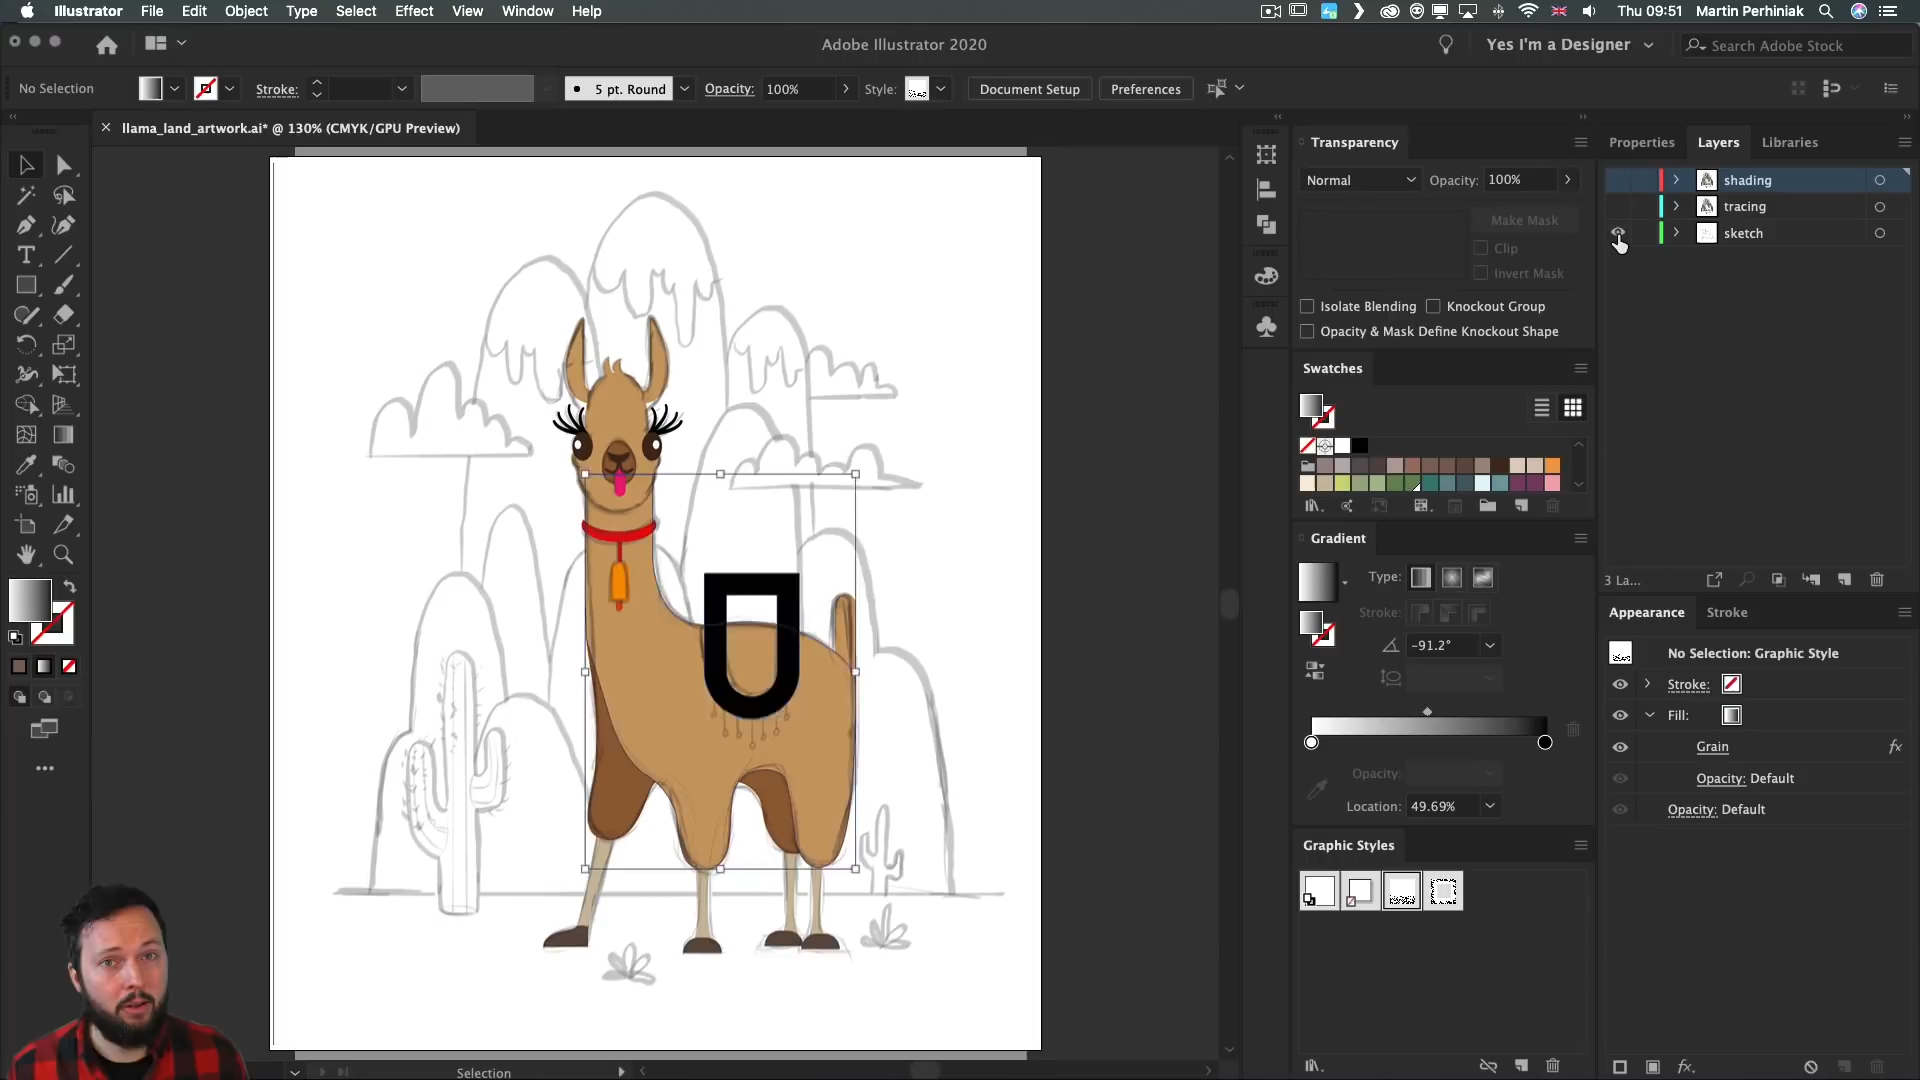 Illustrator File Edit Object Type Select Effect View Window Help
Thu 09:51 Martin Perhiniak
Adobe Illustrator 2020
Yes I'm a Designer
Search Adobe Stock
No Selection
Stroke:
5 pt. Round
Opacity: 100%
Style:
Document Setup
Preferences
llama_land_artwork.ai* @ 130% (CMYK/GPU Preview)
Transparency
Normal
Opacity: 100%
Make Mask
Clip
Invert Mask
Isolate Blending
Knockout Group
Opacity & Mask Define Knockout Shape
Swatches
Gradient
Type:
Stroke:
-91.2°
Opacity:
Location: 49.69%
Graphic Styles
Properties Layers Libraries
shading
tracing
sketch
3 La...
Appearance Stroke
No Selection: Graphic Style
Stroke:
Fill:
Grain
fx
Opacity: Default
Opacity: Default
fx
Selection